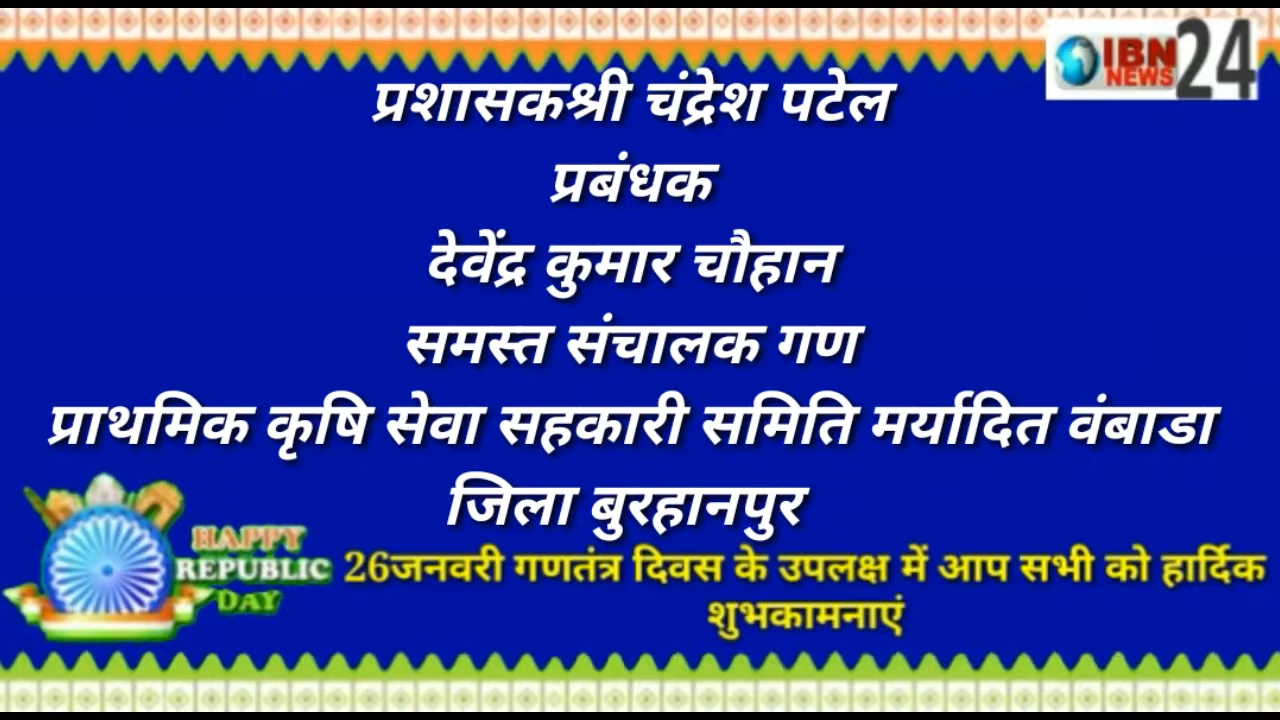 IBN
NEWS 24
प्रशासकश्री चंद्रेश पटेल
प्रबंधक
देवेंद्र कुमार चौहान
समस्त संचालक गण
प्राथमिक कृषि सेवा सहकारी समिति मर्यादित वंबाडा
जिला बुरहानपुर
HAPPY
REPUBLIC
DAY
26जनवरी गणतंत्र दिवस के उपलक्ष में आप सभी को हार्दिक
शुभकामनाएं